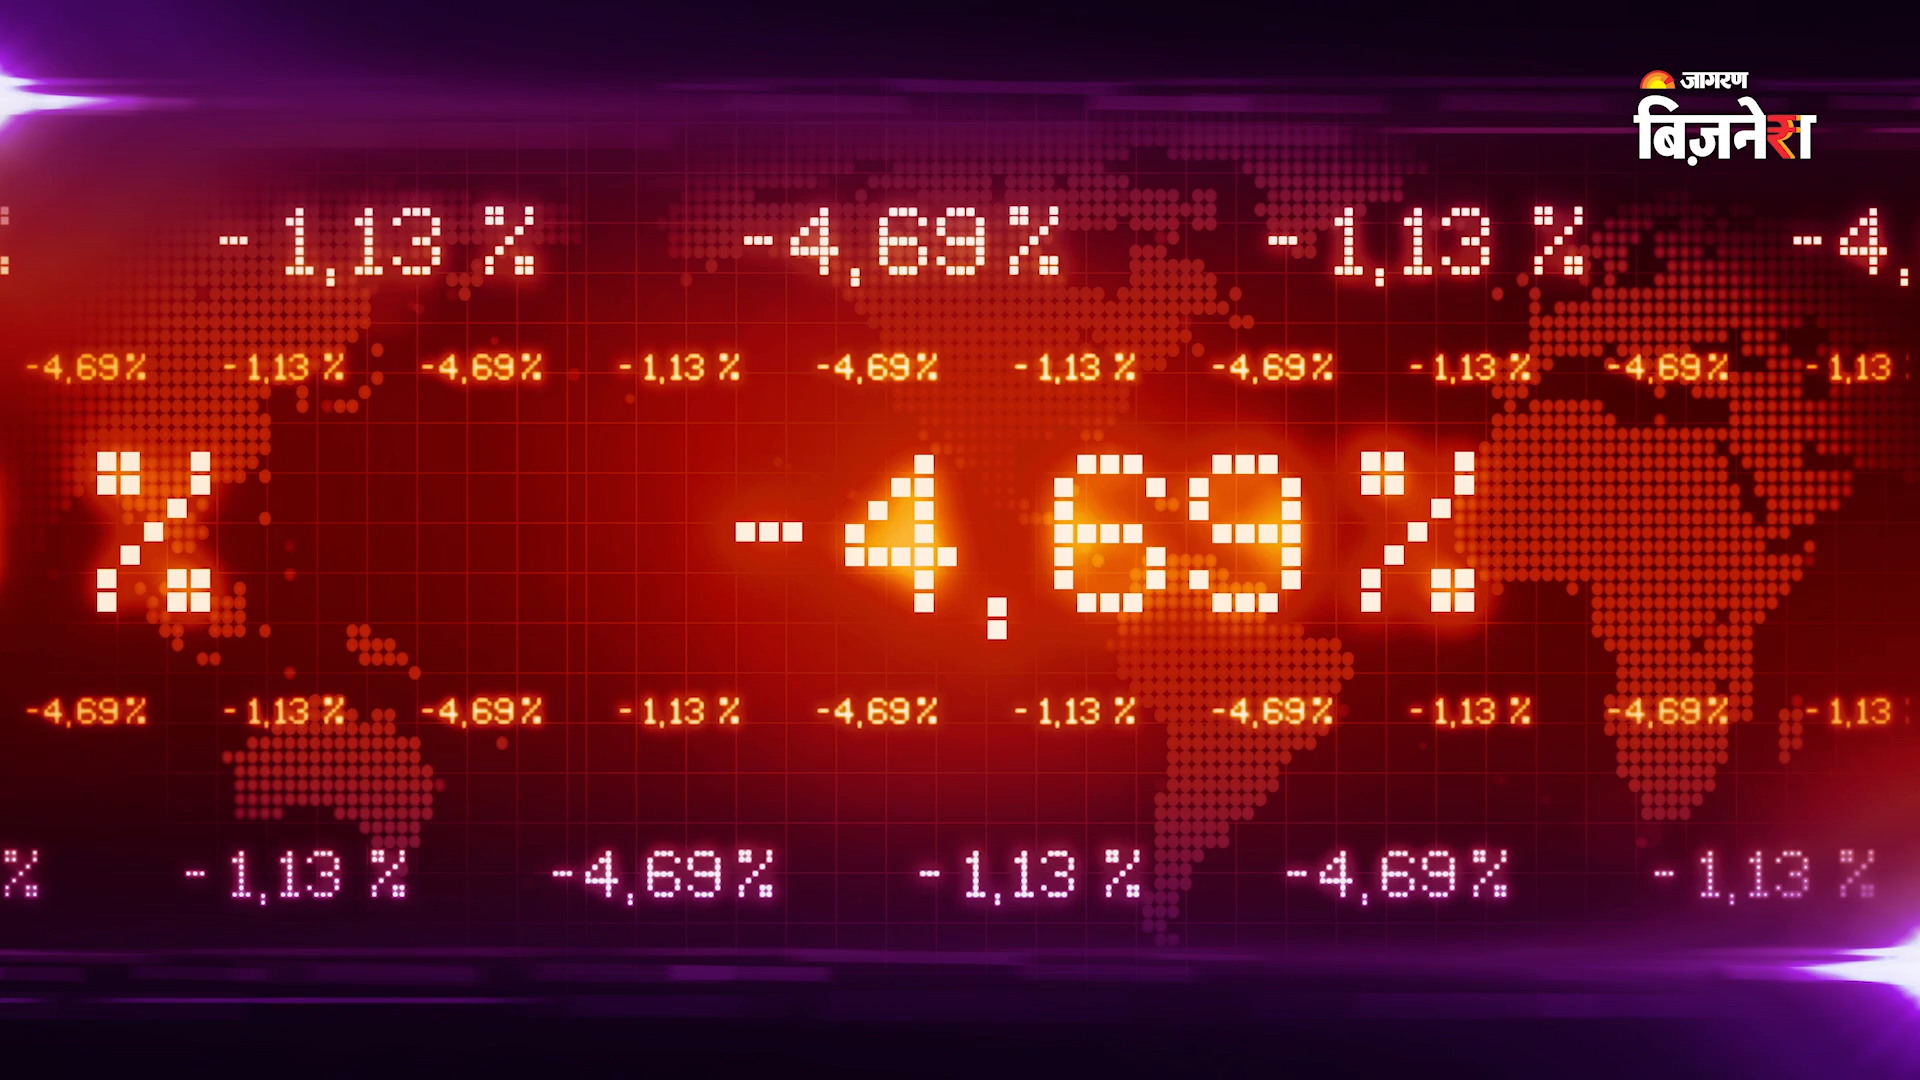 जागरण
बिज़नेस
- 1,13 % -4,69% - 1,13 % -4,
-4,69% - 1,13 % -4,69% - 1,13 % -4,69% - 1,13 % -4,69% - 1,13 % -4,69% - 1,13
% -4,69%
-4,69% - 1,13 % -4,69% - 1,13 % -4,69% - 1,13 % -4,69% - 1,13 % -4,69% - 1,13
% - 1,13 % -4,69% - 1,13 % -4,69% - 1,13 %